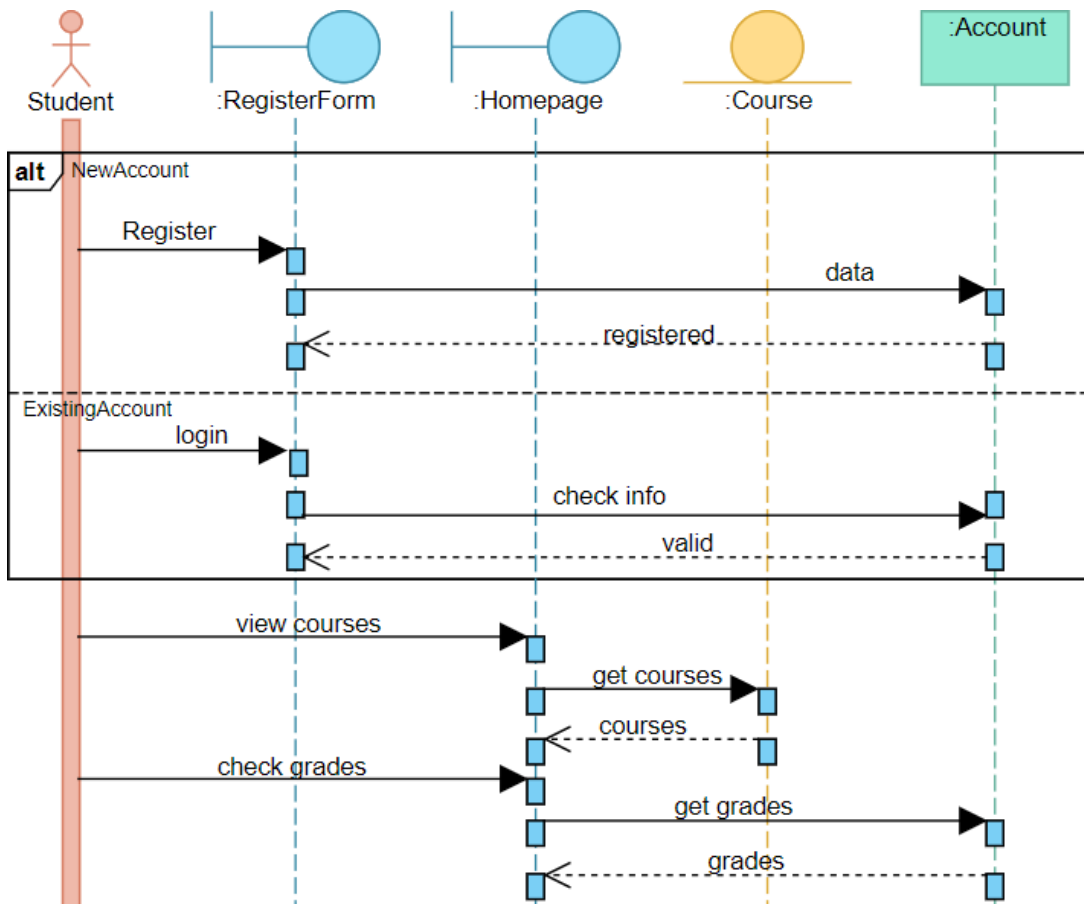 Student
:RegisterForm
:Homepage
:Course
:Account
alt
NewAccount
Register
data
registered
ExistingAccount
login
check info
valid
view courses
get courses
courses
check grades
get grades
grades